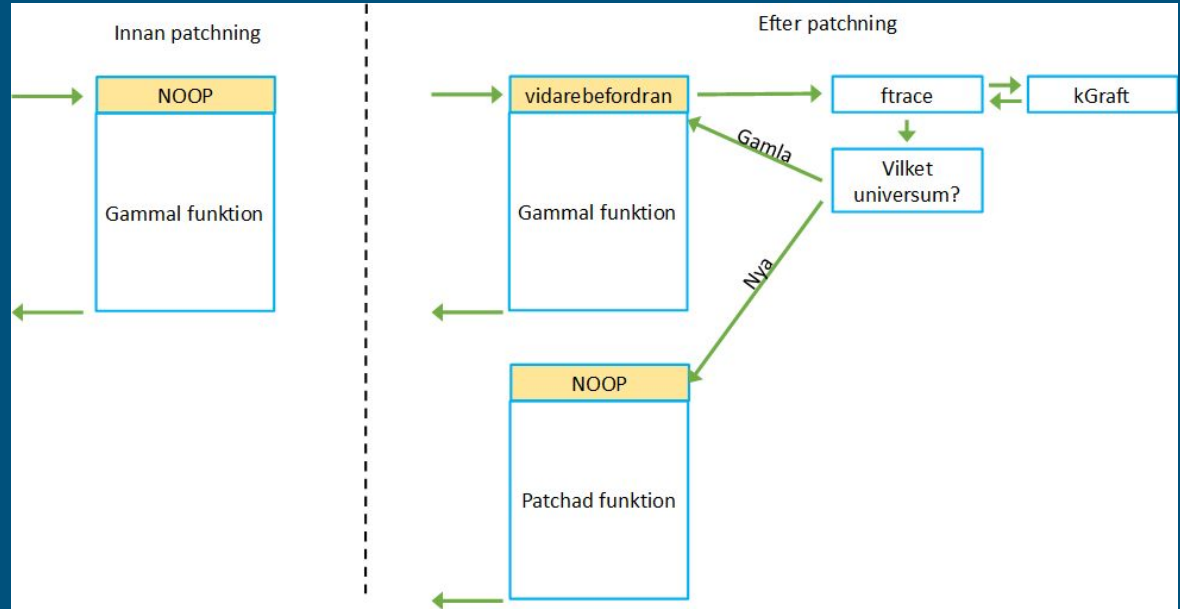 Innan patchning
NOOP
Gammal funktion
Efter patchning
vidarebefordran
ftrace
kGraft
Gamla
Vilket
universum?
Gammal funktion
Nya
NOOP
Patchad funktion